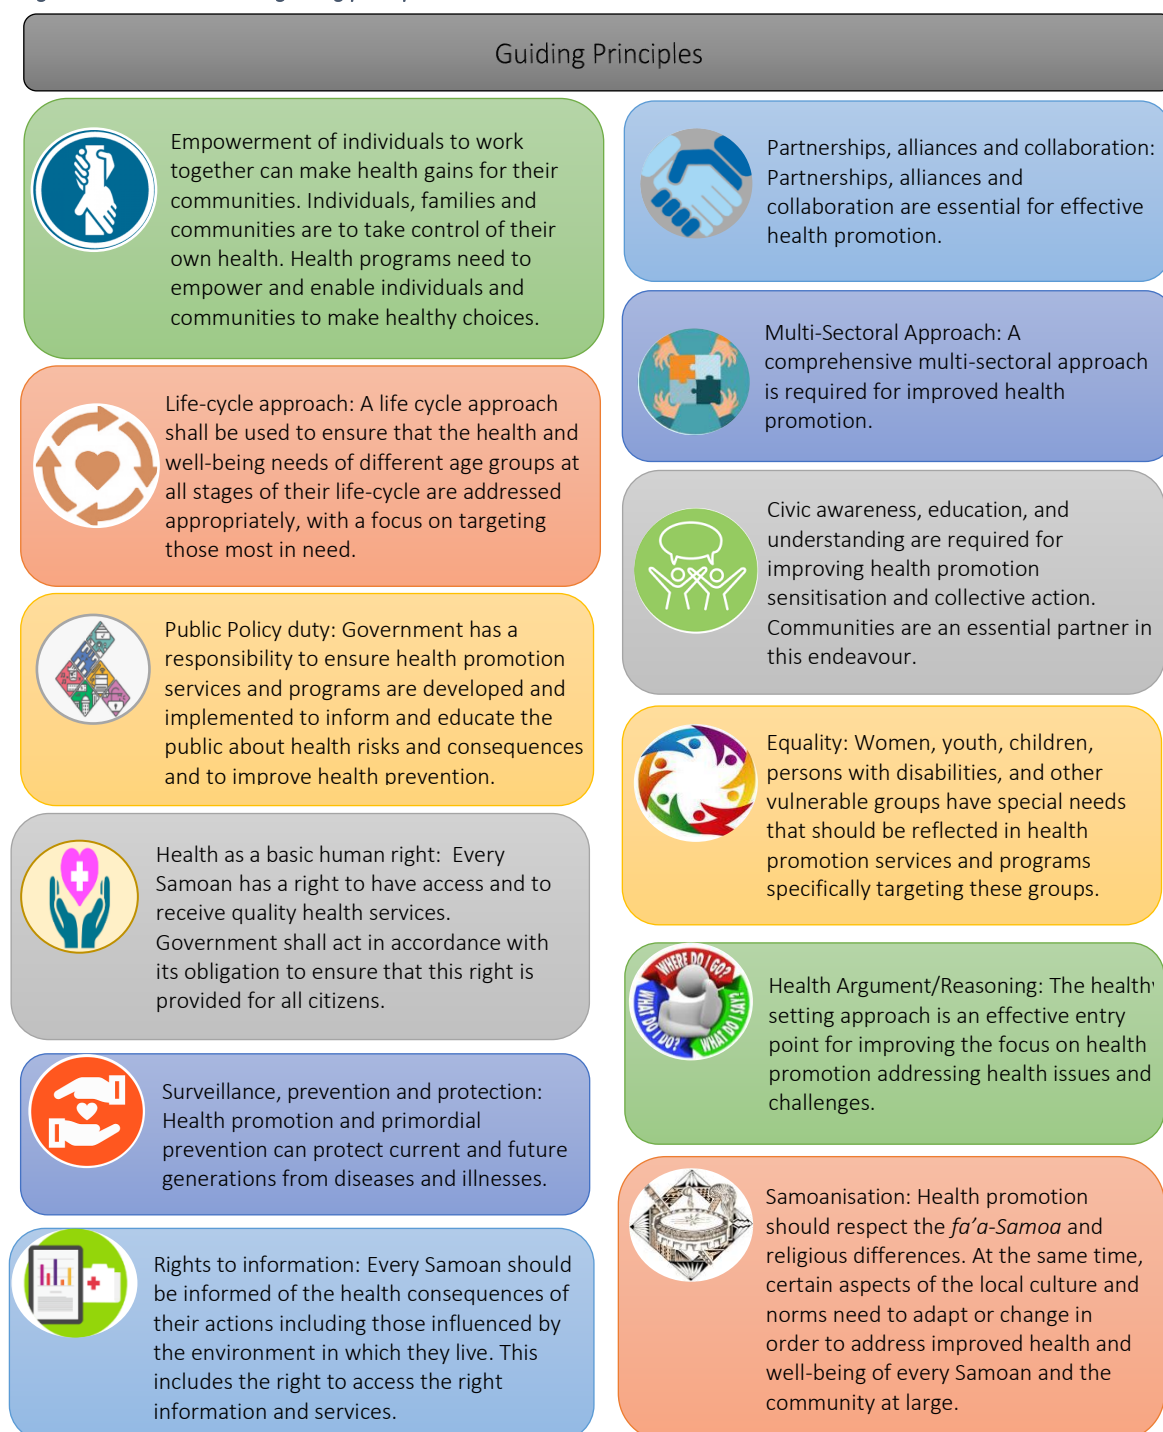 Guiding Principles
Empowerment of individuals to work
together can make health gains for their
communities. Individuals, families and
communities are to take control of their
own health. Health programs need to
empower and enable individuals and
communities to make healthy choices.
Life-cycle approach: A life cycle approach
shall be used to ensure that the health and
well-being needs of different age groups at
all stages of their life-cycle are addressed
appropriately, with a focus on targeting
those most in need.
Public Policy duty: Government has a
responsibility to ensure health promotion
services and programs are developed and
implemented to inform and educate the
public about health risks and consequences
and to improve health prevention.
Health as a basic human right:  Every
Samoan has a right to have access and to
receive quality health services.
Government shall act in accordance with
its obligation to ensure that this right is
provided for all citizens.
Surveillance, prevention and protection:
Health promotion and primordial
prevention can protect current and future
generations from diseases and illnesses.
Rights to information: Every Samoan should
be informed of the health consequences of
their actions including those influenced by
the environment in which they live. This
includes the right to access the right
information and services.
Partnerships, alliances and collaboration:
Partnerships, alliances and
collaboration are essential for effective
health promotion.
Multi-Sectoral Approach: A
comprehensive multi-sectoral approach
is required for improved health
promotion.
Civic awareness, education, and
understanding are required for
improving health promotion
sensitisation and collective action.
Communities are an essential partner in
this endeavour.
Equality: Women, youth, children,
persons with disabilities, and other
vulnerable groups have special needs
that should be reflected in health
promotion services and programs
specifically targeting these groups.
WHERE DO I GO?
WHAT DO I DO?
WHAT DO I SAY?
Health Argument/Reasoning: The healthy
setting approach is an effective entry
point for improving the focus on health
promotion addressing health issues and
challenges.
Samoanisation: Health promotion
should respect the fa’a-Samoa and
religious differences. At the same time,
certain aspects of the local culture and
norms need to adapt or change in
order to address improved health and
well-being of every Samoan and the
community at large.